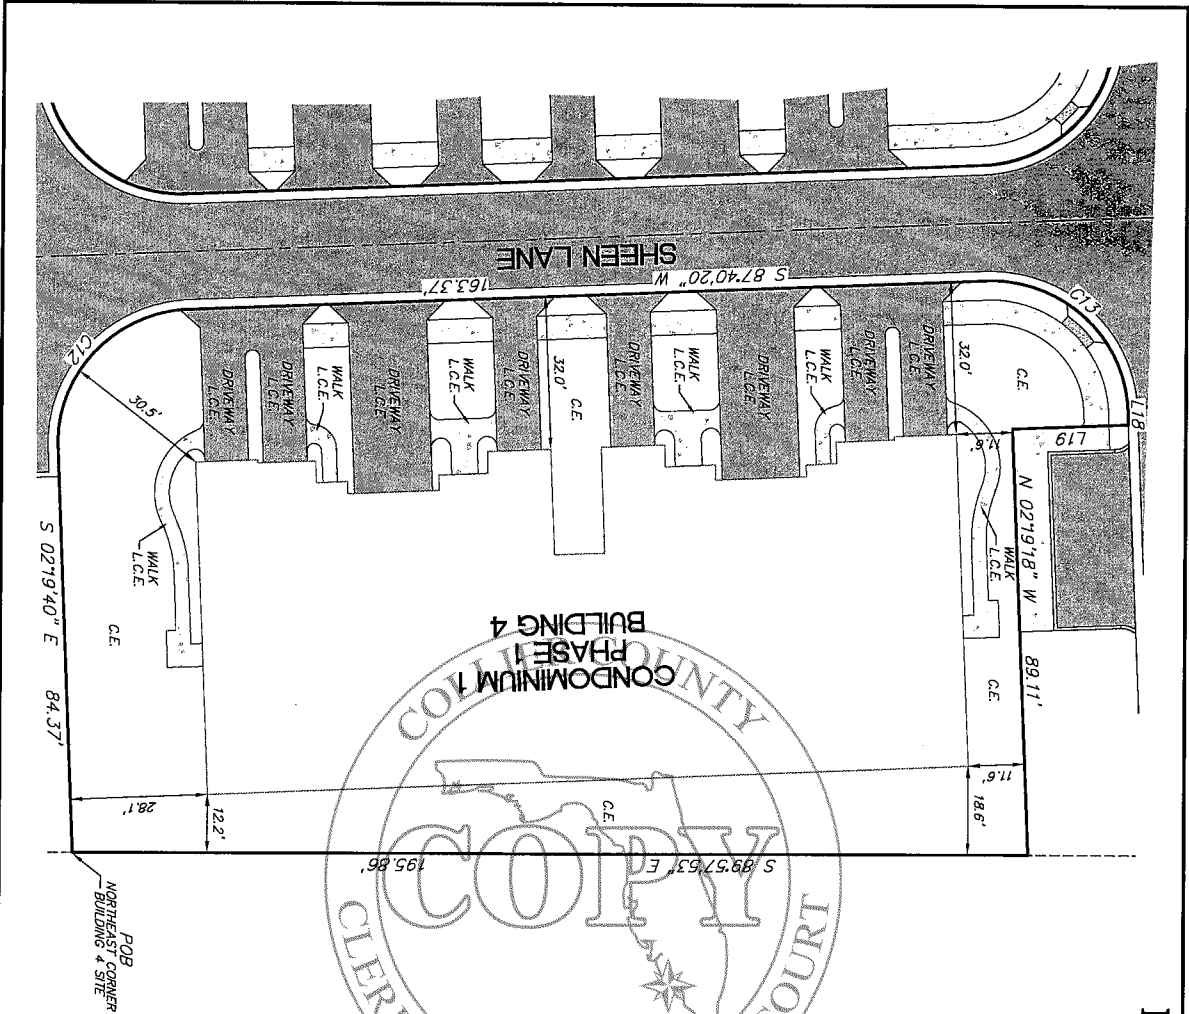 SHEEN LANE
S 87°40'20" W
163.37'
C12
C13
L18
L19
30.5'
32.0'
32.0'
11.8'
DRIVEWAY
L.C.E.
DRIVEWAY
L.C.E.
WALK
L.C.E.
DRIVEWAY
L.C.E.
WALK
L.C.E.
DRIVEWAY
L.C.E.
C.E.
DRIVEWAY
L.C.E.
WALK
L.C.E.
DRIVEWAY
L.C.E.
WALK
L.C.E.
DRIVEWAY
L.C.E.
DRIVEWAY
L.C.E.
C.E.
WALK
L.C.E.
WALK
L.C.E.
S 02°19'40" E 84.37'
N 02°19'18" W 89.11'
C.E.
C.E.
CONDOMINIUM 1
PHASE 1
BUILDING 4
28.1'
12.2'
C.E.
11.6'
18.6'
S 89°57'53" E
195.86'
POB
NORTHEAST CORNER
BUILDING 4 SITE
COLLIER COUNTY
COPY